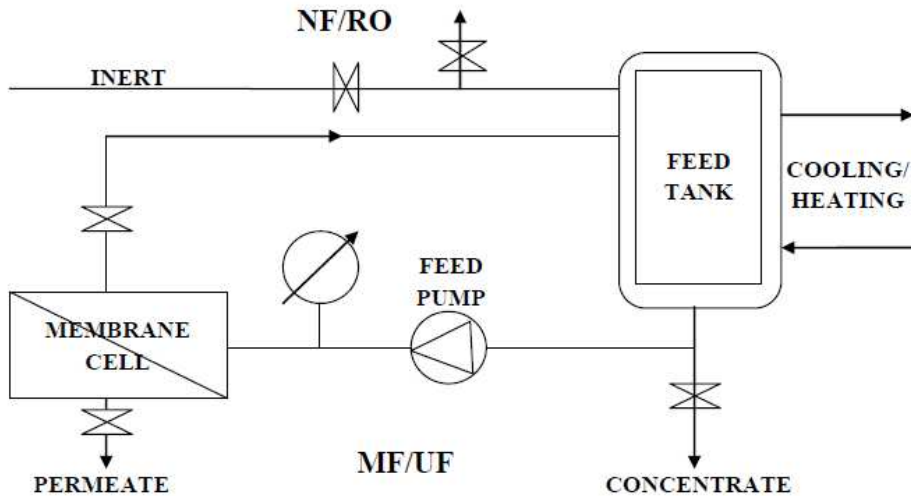 NF/RO
INERT
FEED
TANK
COOLING/
HEATING
FEED
PUMP
MEMBRANE
CELL
MF/UF
PERMEATE
CONCENTRATE